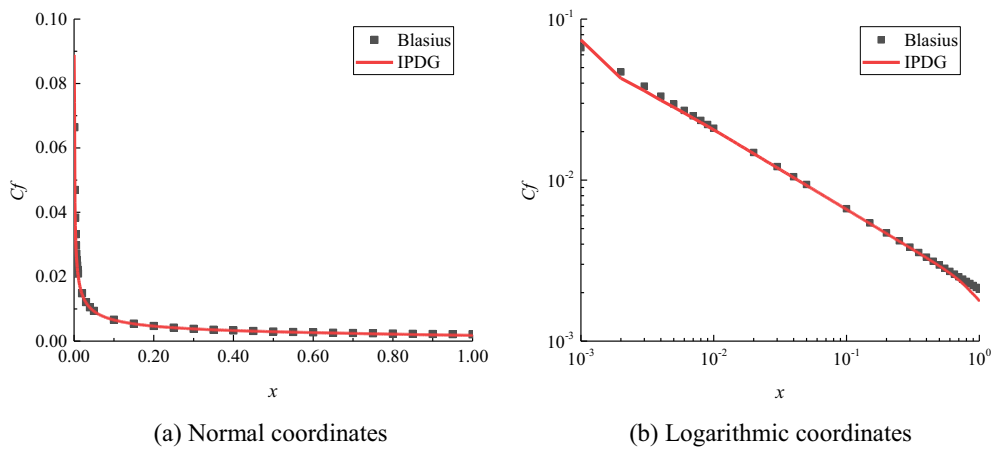 0.10
0.08
0.06
0.04
0.02
0.00
Cf
0.00 0.20 0.40 0.60 0.80 1.00
x
Blasius
IPDG
(a) Normal coordinates
10⁻¹
10⁻²
10⁻³
Cf
10⁻³ 10⁻² 10⁻¹ 10⁰
x
Blasius
IPDG
(b) Logarithmic coordinates